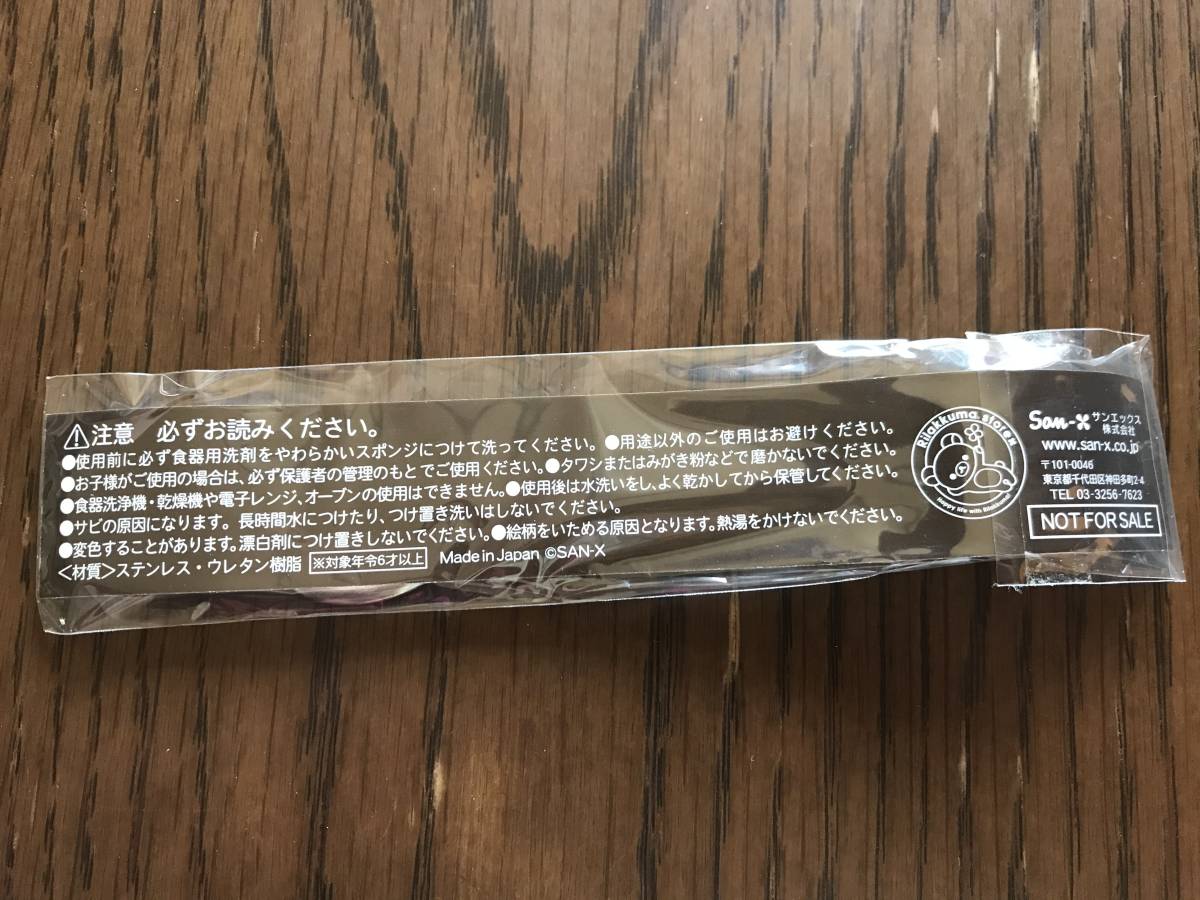 ⚠注意 必ずお読みください。
●使用前に必ず食器用洗剤をやわらかいスポンジにつけて洗ってください。●用途以外のご使用はお避けください。
●お子様がご使用の場合は、必ず保護者の管理のもとでご使用ください。●タワシまたはみがき粉などで磨かないでください。
●食器洗浄機・乾燥機や電子レンジ、オーブンの使用はできません。●使用後は水洗いをし、よく乾かしてから保管してください。
●サビの原因になります。長時間水につけたり、つけ置き洗いはしないでください。
●変色することがあります。漂白剤につけ置きしないでください。●絵柄をいためる原因となります。熱湯をかけないでください。
<材質>ステンレス・ウレタン樹脂 ※対象年令6才以上 Made in Japan ©SAN-X
Rilakkuma store
Happy life with Rilakkuma
San-X サンエックス
株式会社
www.san-x.co.jp
〒101-0046
東京都千代田区神田多町2-4
TEL 03-3256-7623
NOT FOR SALE